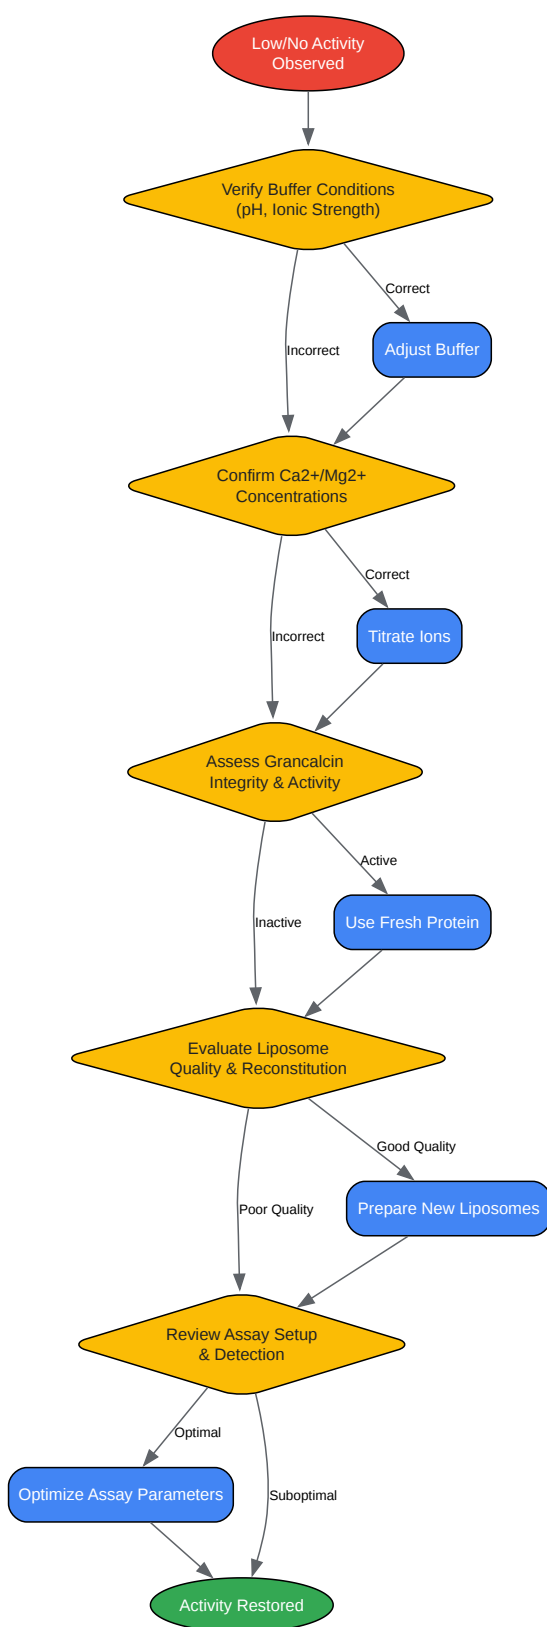 Low/No Activity
Observed
Verify Buffer Conditions
(pH, Ionic Strength)
Correct
Adjust Buffer
Incorrect
Confirm Ca2+/Mg2+
Concentrations
Correct
Titrate Ions
Incorrect
Assess Grancalcin
Integrity & Activity
Active
Use Fresh Protein
Inactive
Evaluate Liposome
Quality & Reconstitution
Good Quality
Prepare New Liposomes
Poor Quality
Review Assay Setup
& Detection
Optimal
Optimize Assay Parameters
Suboptimal
Activity Restored